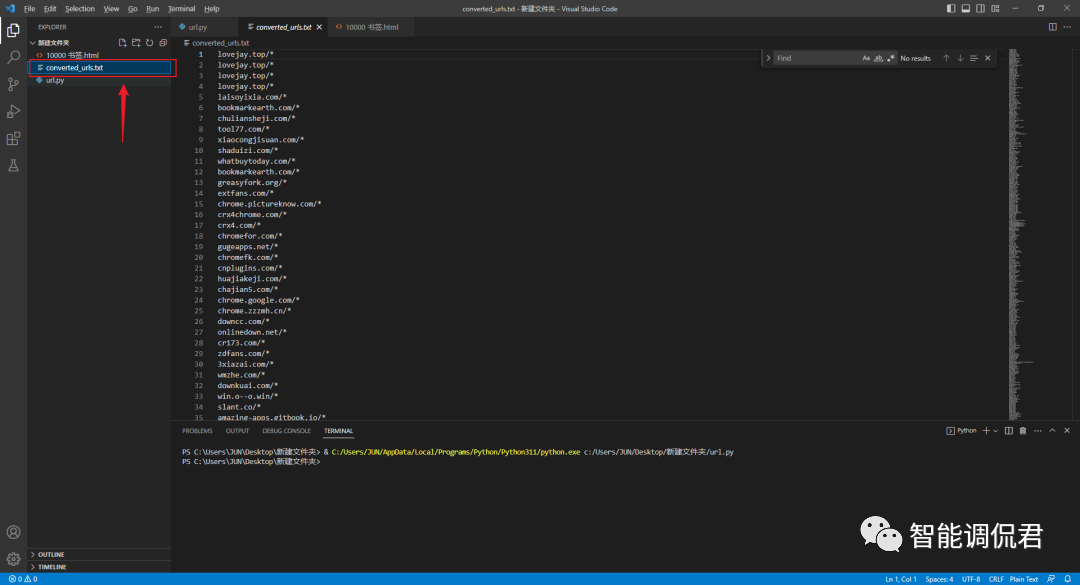 File Edit Selection View Go Run Terminal Help
converted_urls.txt - 新建文件夹 - Visual Studio Code
EXPLORER
新建文件夹
10000 书签.html
converted_urls.txt
url.py
url.py
converted_urls.txt
10000 书签.html
converted_urls.txt
Find
Aa
ab
No results
1 lovejay.top/*
2 lovejay.top/*
3 lovejay.top/*
4 lovejay.top/*
5 laisoyixia.com/*
6 bookmarkearth.com/*
7 chuliansheji.com/*
8 tool77.com/*
9 xiaocongjisuan.com/*
10 shaduizi.com/*
11 whatbuytoday.com/*
12 bookmarkearth.com/*
13 greasyfork.org/*
14 extfans.com/*
15 chrome.pictureknow.com/*
16 crx4chrome.com/*
17 crx4.com/*
18 chromefor.com/*
19 gugeapps.net/*
20 chromefk.com/*
21 cnplugins.com/*
22 huajiakeji.com/*
23 chajian5.com/*
24 chrome.google.com/*
25 chrome.zzzmh.cn/*
26 downcc.com/*
27 onlinedown.net/*
28 cr173.com/*
29 zdfans.com/*
30 3xiazai.com/*
31 wmzhe.com/*
32 downkuai.com/*
33 win.o--o.win/*
34 slant.co/*
35 amazing-apps.gitbook.io/*
PROBLEMS OUTPUT DEBUG CONSOLE TERMINAL
Python
PS C:\Users\JUN\Desktop\新建文件夹> & C:/Users/JUN/AppData/Local/Programs/Python/Python311/python.exe c:/Users/JUN/Desktop/新建文件夹/url.py
PS C:\Users\JUN\Desktop\新建文件夹>
智能调侃君
OUTLINE
TIMELINE
0 0
Ln 1, Col 1 Spaces: 4 UTF-8 CRLF Plain Text